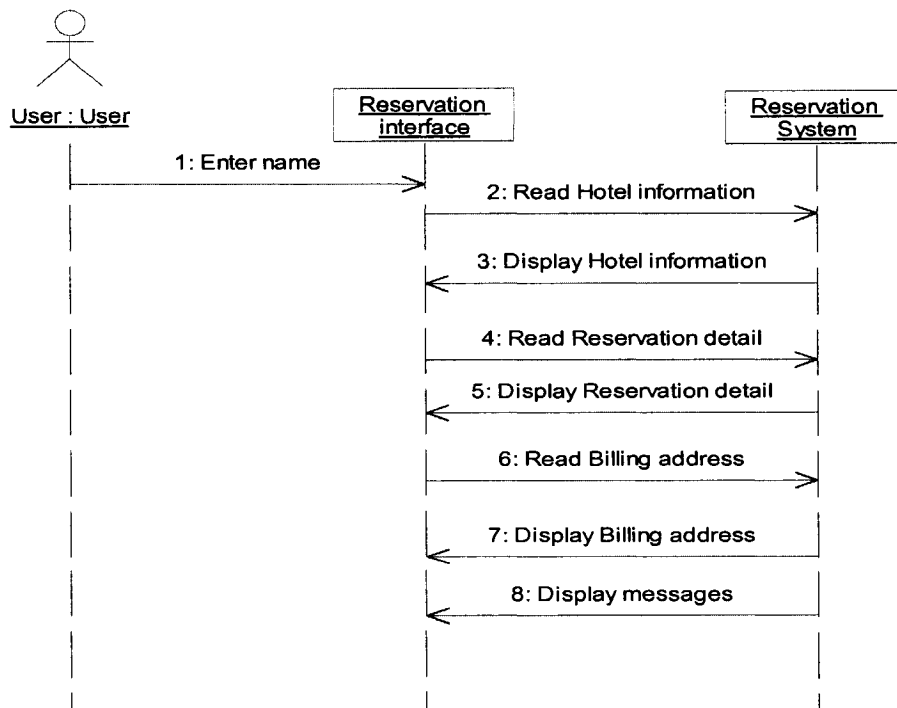 User : User
Reservation
interface
Reservation
System
1: Enter name
2: Read Hotel information
3: Display Hotel information
4: Read Reservation detail
5: Display Reservation detail
6: Read Billing address
7: Display Billing address
8: Display messages